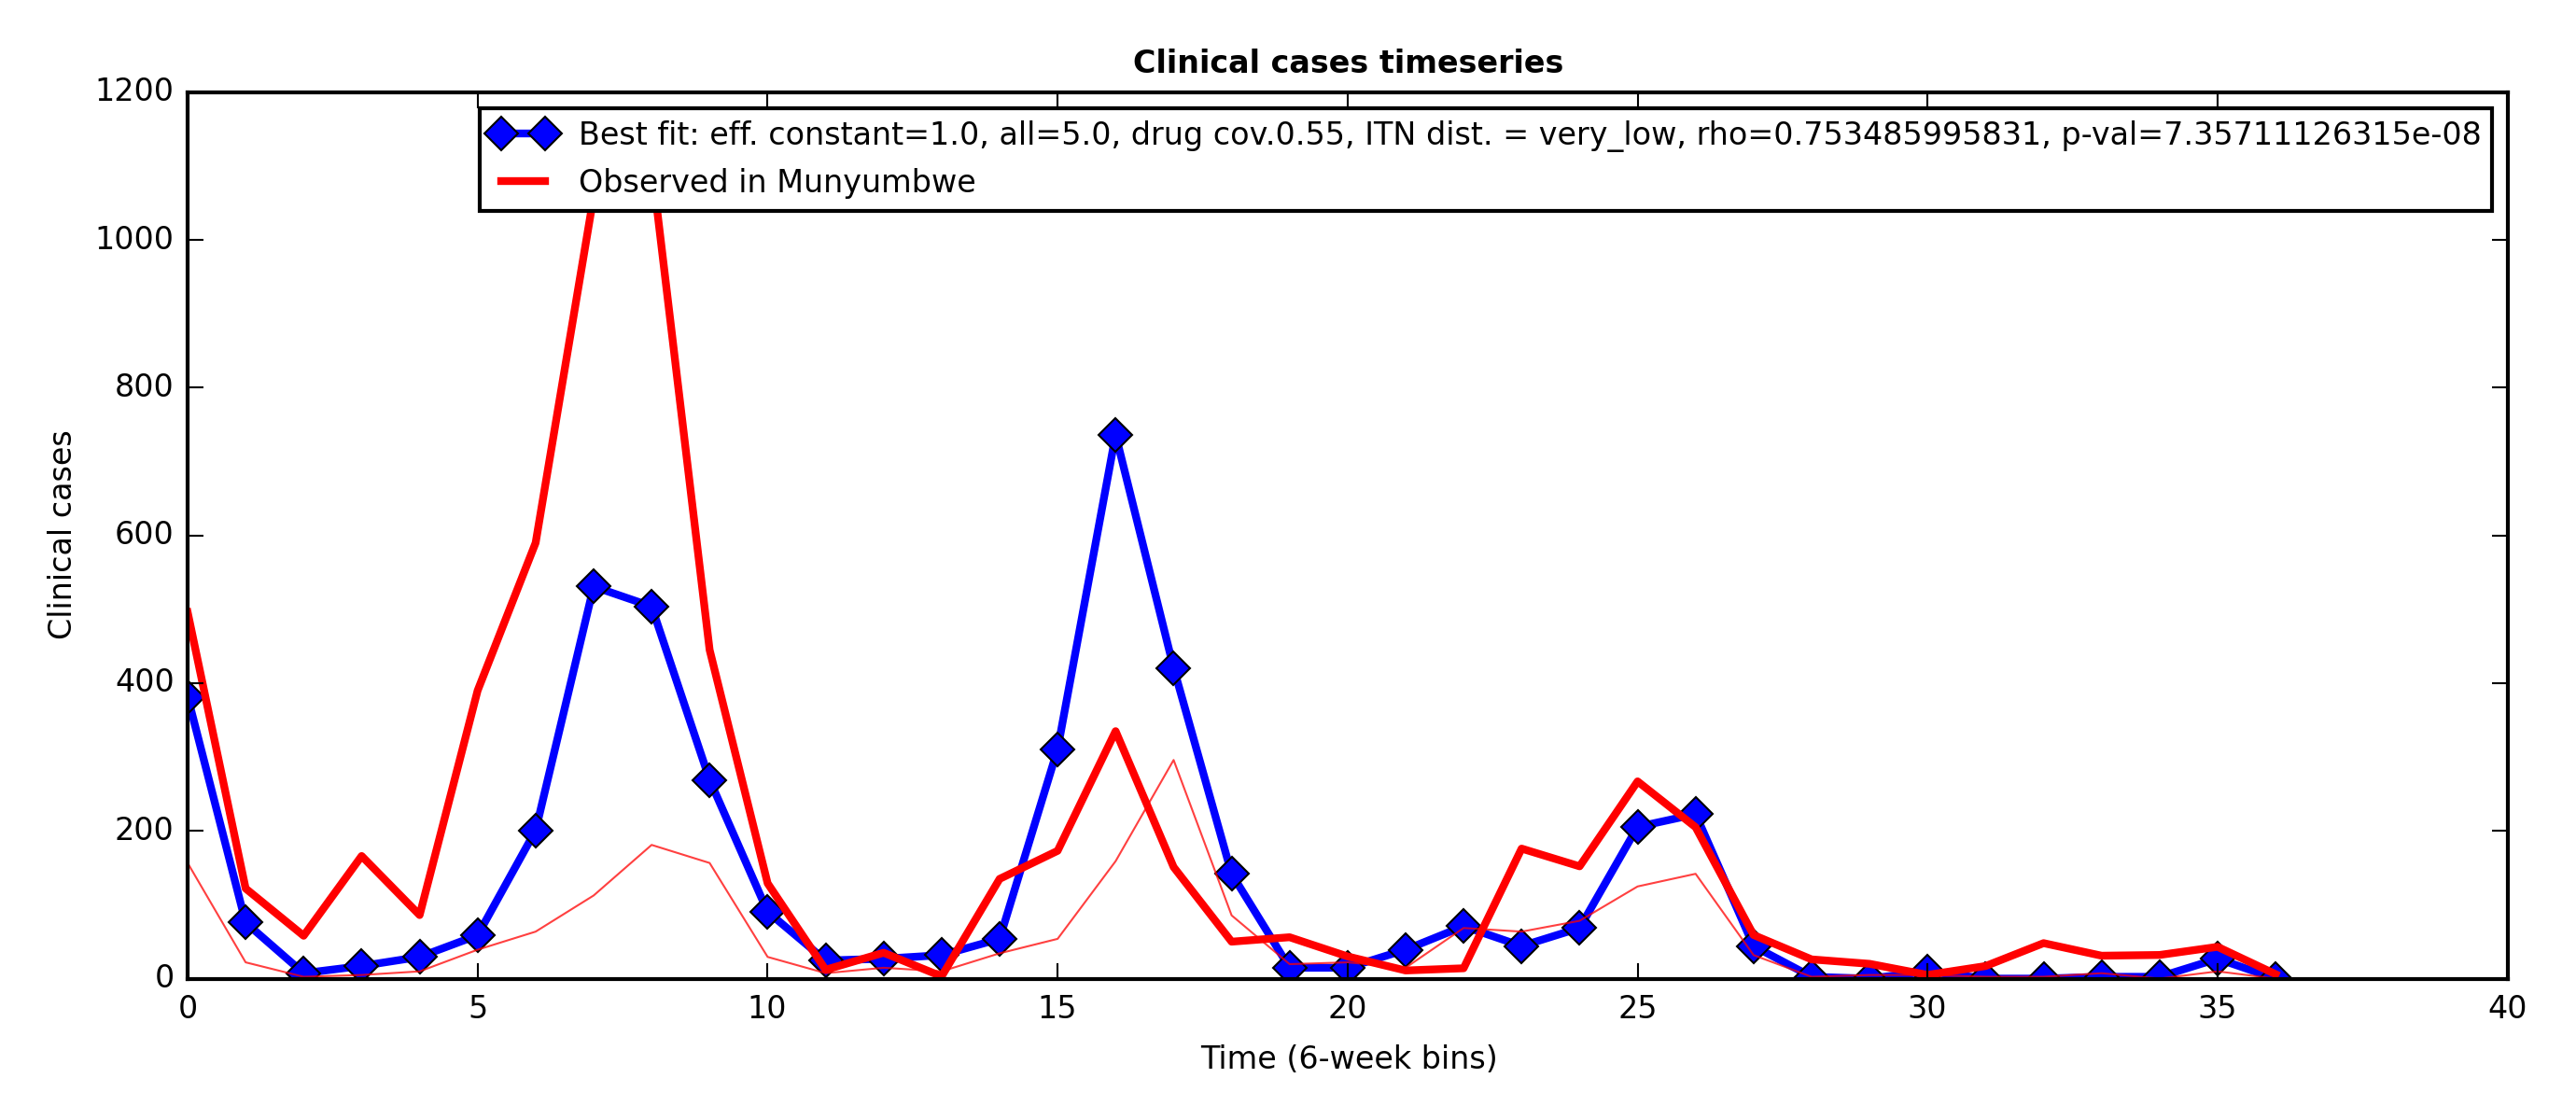 Clinical cases timeseries
1200
1000
800
600
400
200
0
Clinical cases
Best fit: eff. constant=1.0, all=5.0, drug cov.0.55, ITN dist. = very_low, rho=0.753485995831, p-val=7.35711126315e-08
Observed in Munyumbwe
0 5 10 15 20 25 30 35 40
Time (6-week bins)